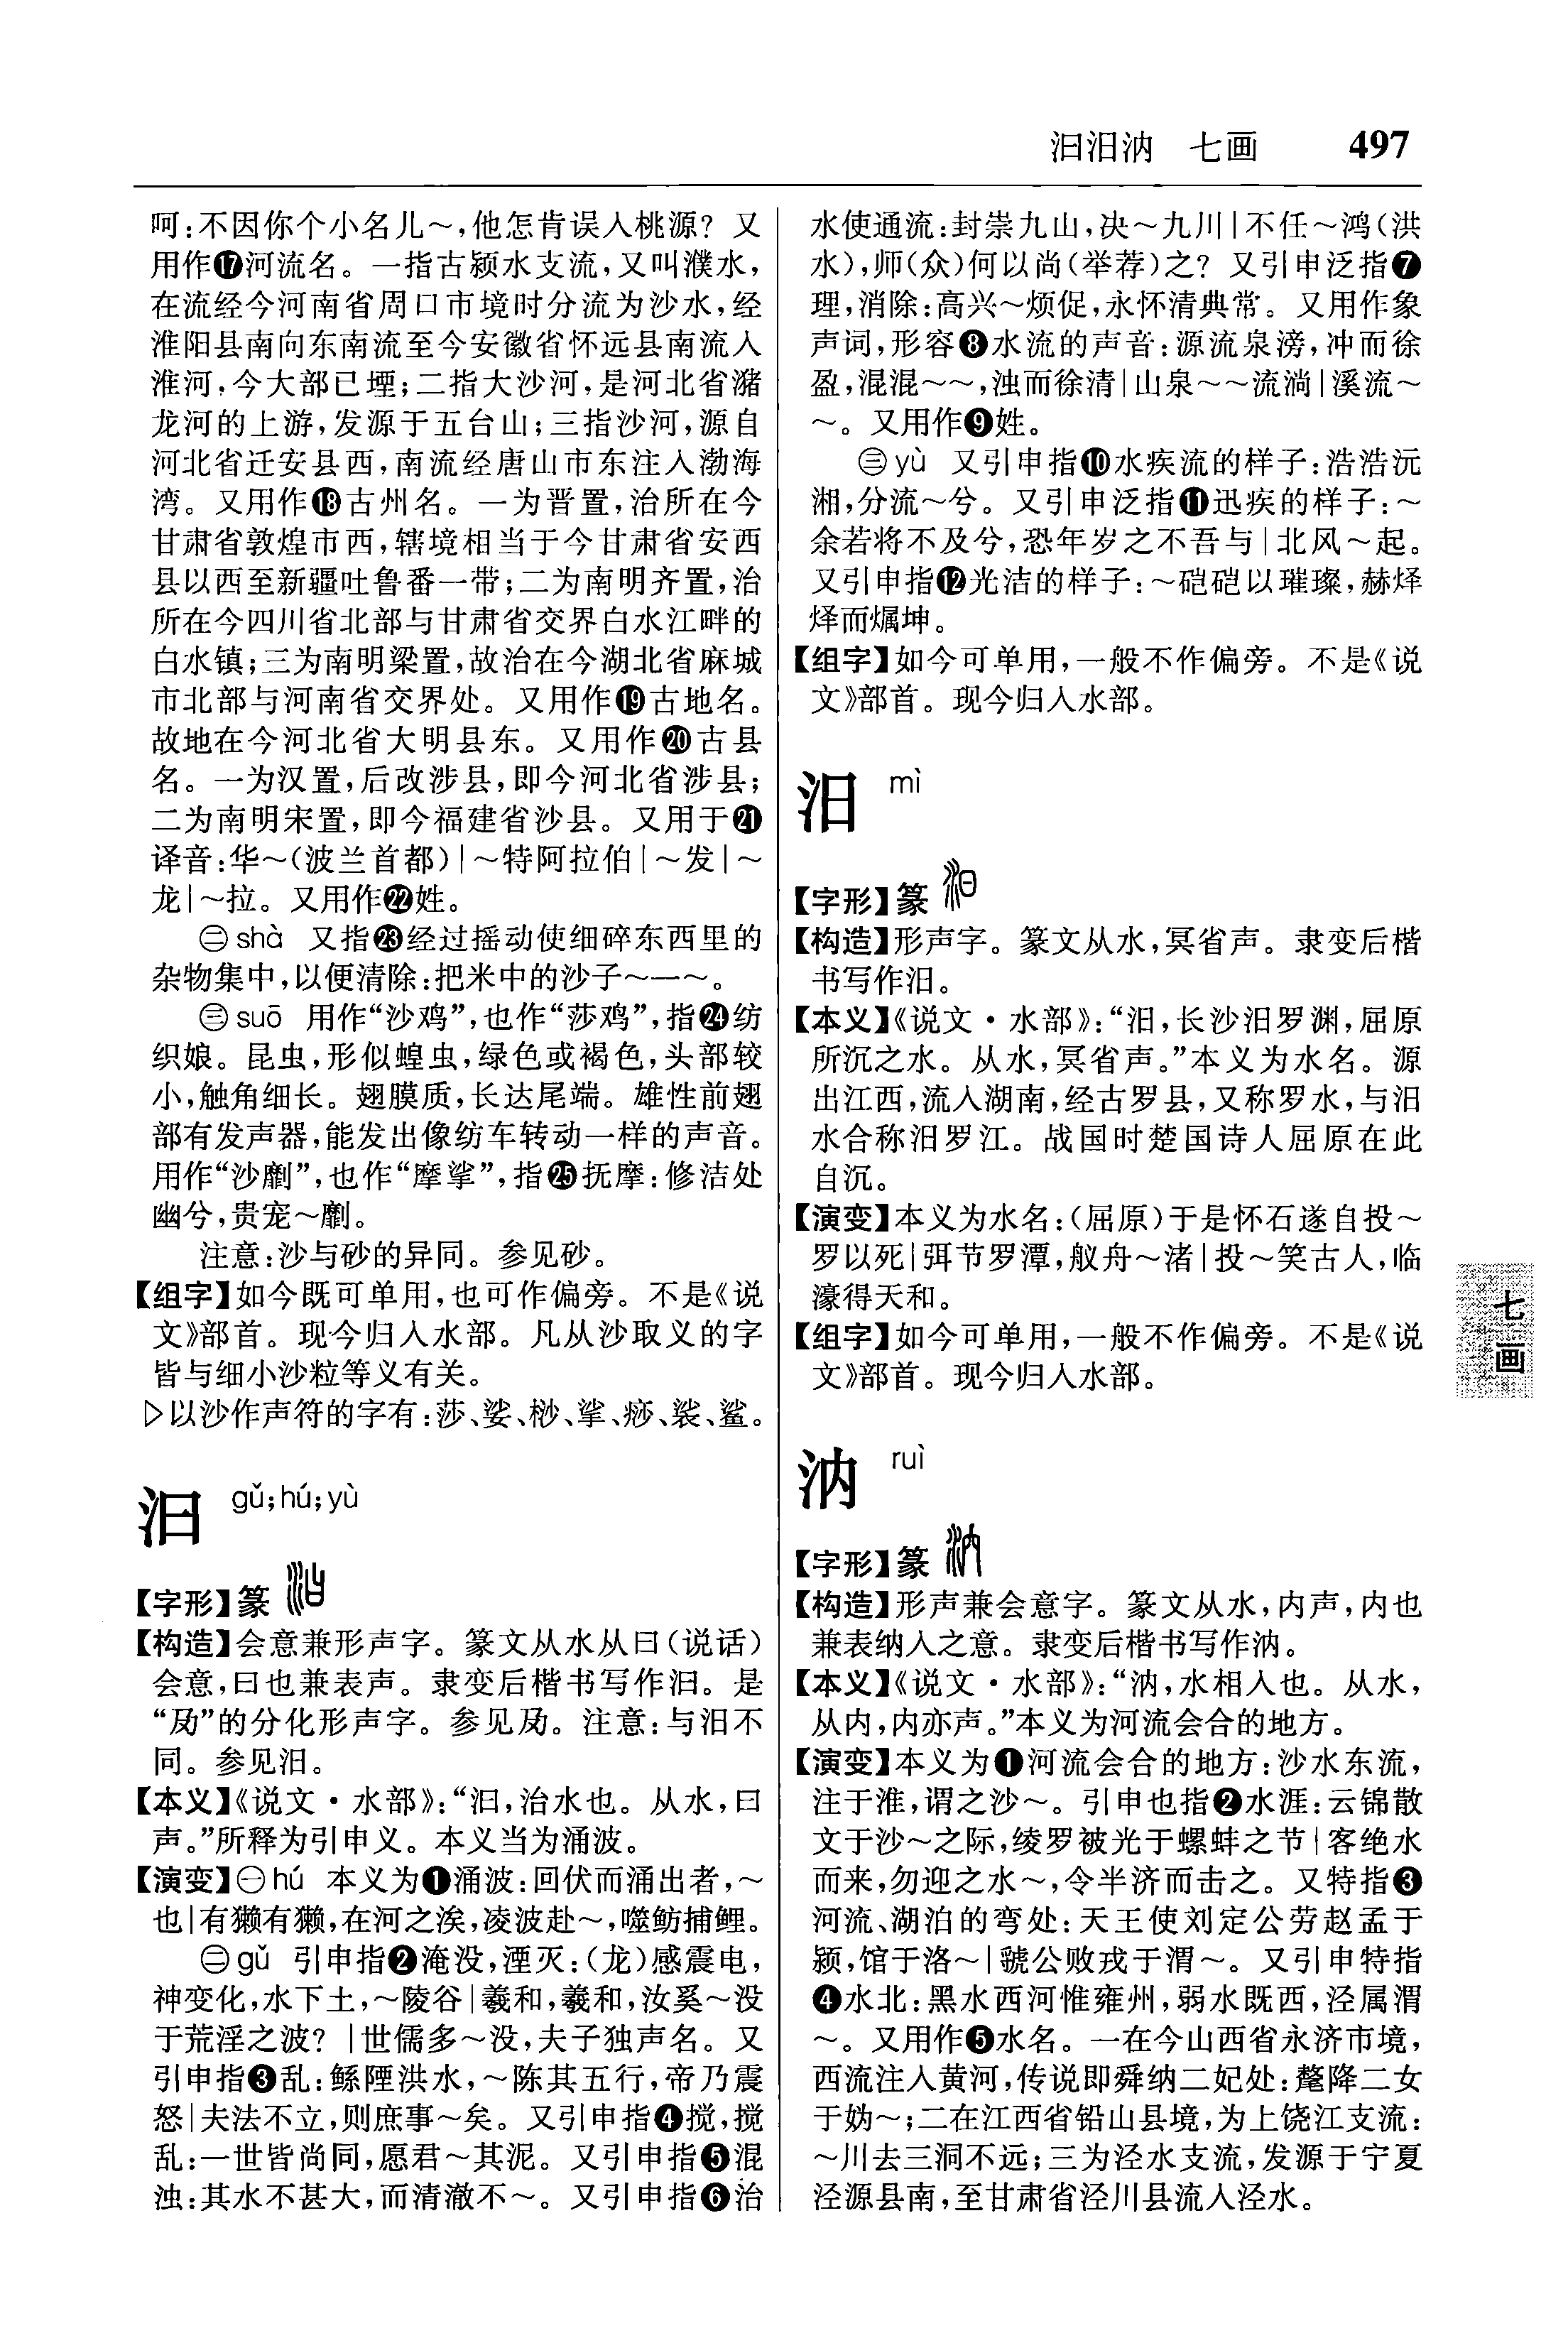 汩汨汭　七画　497
呵:不因你个小名儿～,他怎肯误入桃源？又
用作⓱河流名。一指古颍水支流,又叫濮水,
在流经今河南省周口市境时分流为沙水,经
淮阳县南向东南流至今安徽省怀远县南流入
淮河,今大部已堙;二指大沙河,是河北省潴
龙河的上游,发源于五台山;三指沙河,源自
河北省迁安县西,南流经唐山市东注入渤海
湾。又用作⓲古州名。一为晋置,治所在今
甘肃省敦煌市西,辖境相当于今甘肃省安西
县以西至新疆吐鲁番一带;二为南明齐置,治
所在今四川省北部与甘肃省交界白水江畔的
白水镇;三为南明梁置,故治在今湖北省麻城
市北部与河南省交界处。又用作⓳古地名。
故地在今河北省大明县东。又用作⓴古县
名。一为汉置,后改涉县,即今河北省涉县;
二为南明宋置,即今福建省沙县。又用于㉑
译音:华～(波兰首都)|～特阿拉伯|～发|～
龙|～拉。又用作㉒姓。
㊁shà　又指㉓经过摇动使细碎东西里的
杂物集中,以便清除:把米中的沙子～一～。
㊂suō　用作“沙鸡”,也作“莎鸡”,指㉔纺
织娘。昆虫,形似蝗虫,绿色或褐色,头部较
小,触角细长。翅膜质,长达尾端。雄性前翅
部有发声器,能发出像纺车转动一样的声音。
用作“沙劘”,也作“摩挲”,指㉕抚摩:修洁处
幽兮,贵宠～劘。
注意:沙与砂的异同。参见砂。
【组字】如今既可单用,也可作偏旁。不是《说
文》部首。现今归入水部。凡从沙取义的字
皆与细小沙粒等义有关。
▷以沙作声符的字有:莎、娑、桫、挲、痧、裟、鲨。
汩　gǔ;hú;yù
【字形】篆
【构造】会意兼形声字。篆文从水从曰(说话)
会意,曰也兼表声。隶变后楷书写作汩。是
“㕛”的分化形声字。参见㕛。注意:与汨不
同。参见汨。
【本义】《说文·水部》:“汩,治水也。从水,曰
声。”所释为引申义。本义当为涌波。
【演变】㊀hú　本义为❶涌波:回伏而涌出者,～
也|有獭有獭,在河之涘,凌波赴～,噬鲂捕鲤。
㊁gǔ　引申指❷淹没,湮灭:(龙)感震电,
神变化,水下土,～陵谷|羲和,羲和,汝奚～没
于荒淫之波？|世儒多～没,夫子独声名。又
引申指❸乱:鲧陻洪水,～陈其五行,帝乃震
怒|夫法不立,则庶事～矣。又引申指❹搅,搅
乱:一世皆尚同,愿君～其泥。又引申指❺混
浊:其水不甚大,而清澈不～。又引申指❻治
水使通流:封崇九山,决～九川|不任～鸿(洪
水),师(众)何以尚(举荐)之？又引申泛指❼
理,消除:高兴～烦促,永怀清典常。又用作象
声词,形容❽水流的声音:源流泉滂,冲而徐
盈,混混～～,浊而徐清|山泉～～流淌|溪流～
～。又用作❾姓。
㊂yù　又引申指❿水疾流的样子:浩浩沅
湘,分流～兮。又引申泛指⓫迅疾的样子:～
余若将不及兮,恐年岁之不吾与|北风～起。
又引申指⓬光洁的样子:～硙硙以璀璨,赫烨
烨而爥坤。
【组字】如今可单用,一般不作偏旁。不是《说
文》部首。现今归入水部。
汨　mì
【字形】篆
【构造】形声字。篆文从水,冥省声。隶变后楷
书写作汨。
【本义】《说文·水部》:“汨,长沙汨罗渊,屈原
所沉之水。从水,冥省声。”本义为水名。源
出江西,流入湖南,经古罗县,又称罗水,与汨
水合称汨罗江。战国时楚国诗人屈原在此
自沉。
【演变】本义为水名:(屈原)于是怀石遂自投～
罗以死|弭节罗潭,舣舟～渚|投～笑古人,临
濠得天和。
【组字】如今可单用,一般不作偏旁。不是《说
文》部首。现今归入水部。
汭　ruì
【字形】篆
【构造】形声兼会意字。篆文从水,内声,内也
兼表纳入之意。隶变后楷书写作汭。
【本义】《说文·水部》:“汭,水相入也。从水,
从内,内亦声。”本义为河流会合的地方。
【演变】本义为❶河流会合的地方:沙水东流,
注于淮,谓之沙～。引申也指❷水涯:云锦散
文于沙～之际,绫罗被光于螺蚌之节|客绝水
而来,勿迎之水～,令半济而击之。又特指❸
河流、湖泊的弯处:天王使刘定公劳赵孟于
颍,馆于洛～|虢公败戎于渭～。又引申特指
❹水北:黑水西河惟雍州,弱水既西,泾属渭
～。又用作❺水名。一在今山西省永济市境,
西流注入黄河,传说即舜纳二妃处:釐降二女
于妫～;二在江西省铅山县境,为上饶江支流:
～川去三洞不远;三为泾水支流,发源于宁夏
泾源县南,至甘肃省泾川县流入泾水。
七
画